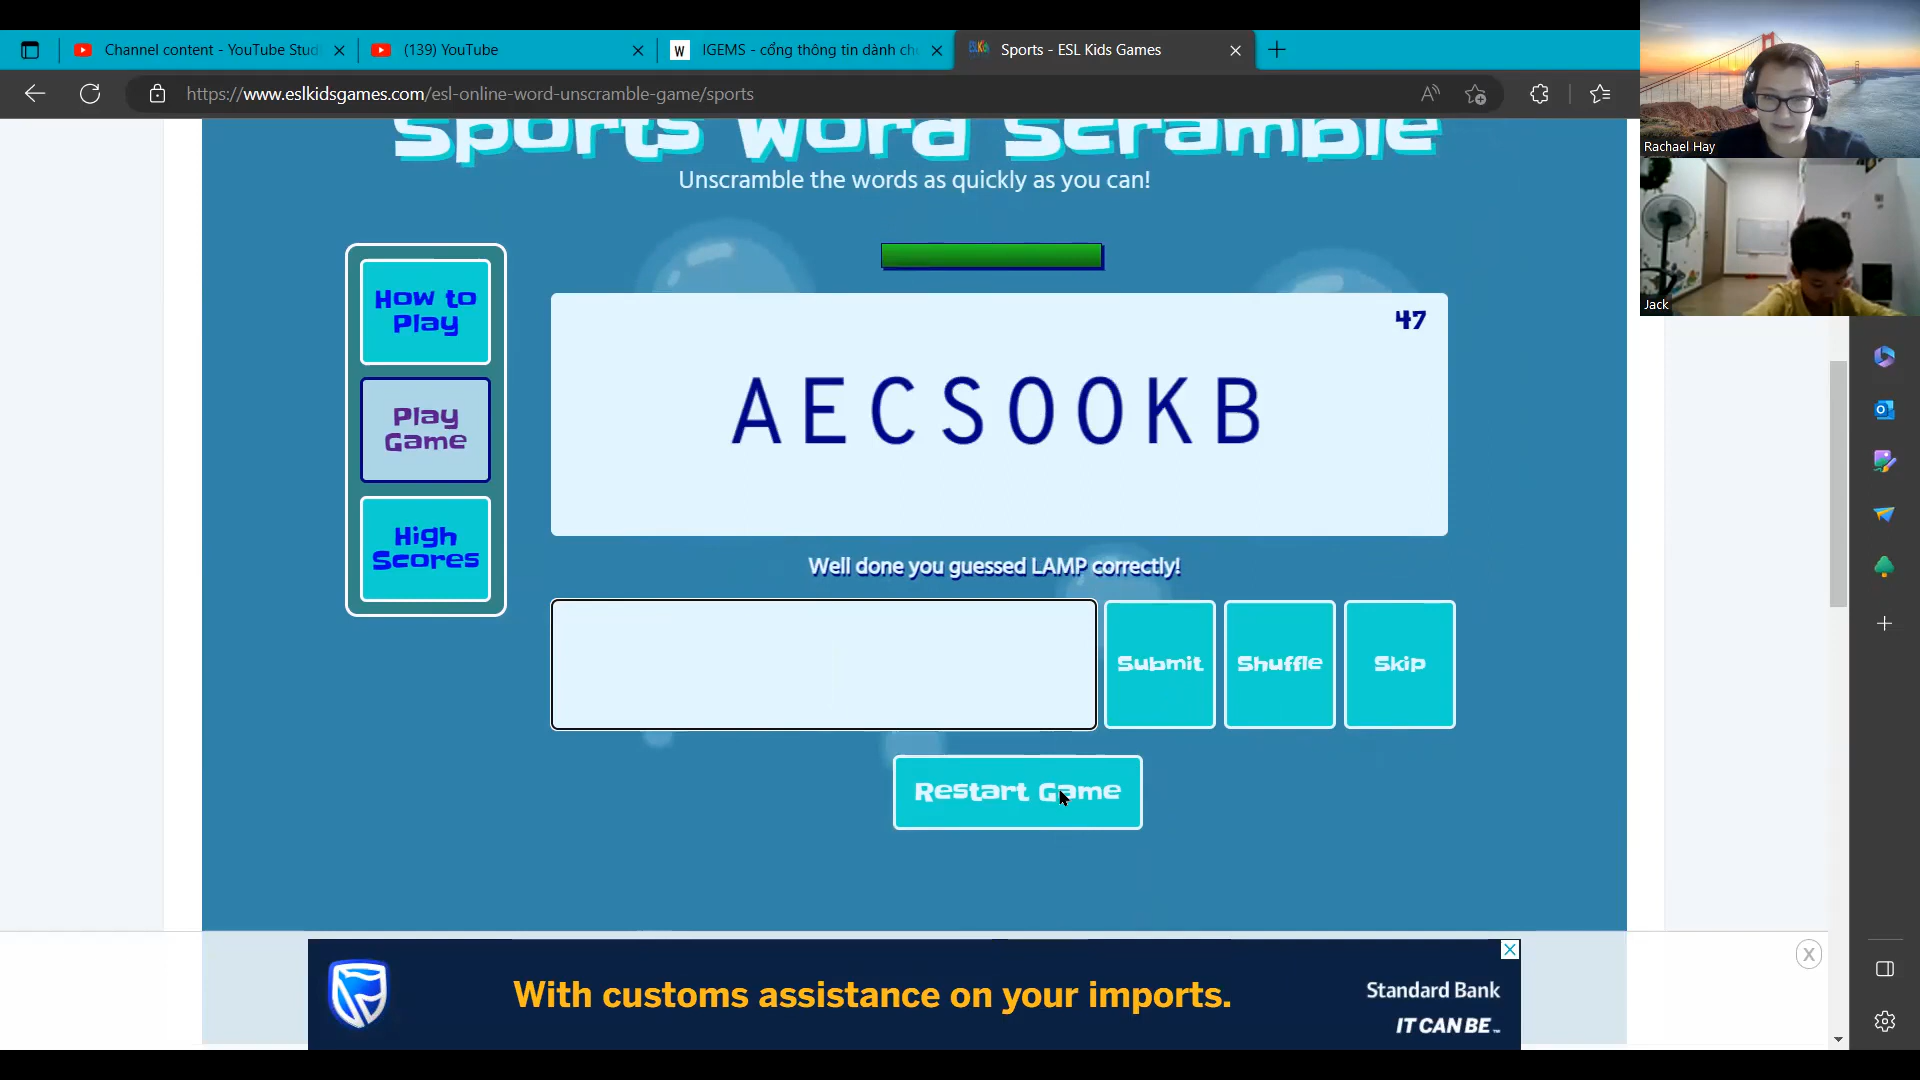 Channel content - YouTube Stud
(139) YouTube
IGEMS - cổng thông tin dành ch
Sports - ESL Kids Games
https://www.eslkidsgames.com/esl-online-word-unscramble-game/sports
Rachael Hay
Jack
Sports Word Scramble
Unscramble the words as quickly as you can!
How to
Play
Play
Game
High
Scores
47
AECSOOKB
Well done you guessed LAMP correctly!
Submit
Shuffle
Skip
Restart Game
With customs assistance on your imports.
Standard Bank
IT CAN BE™